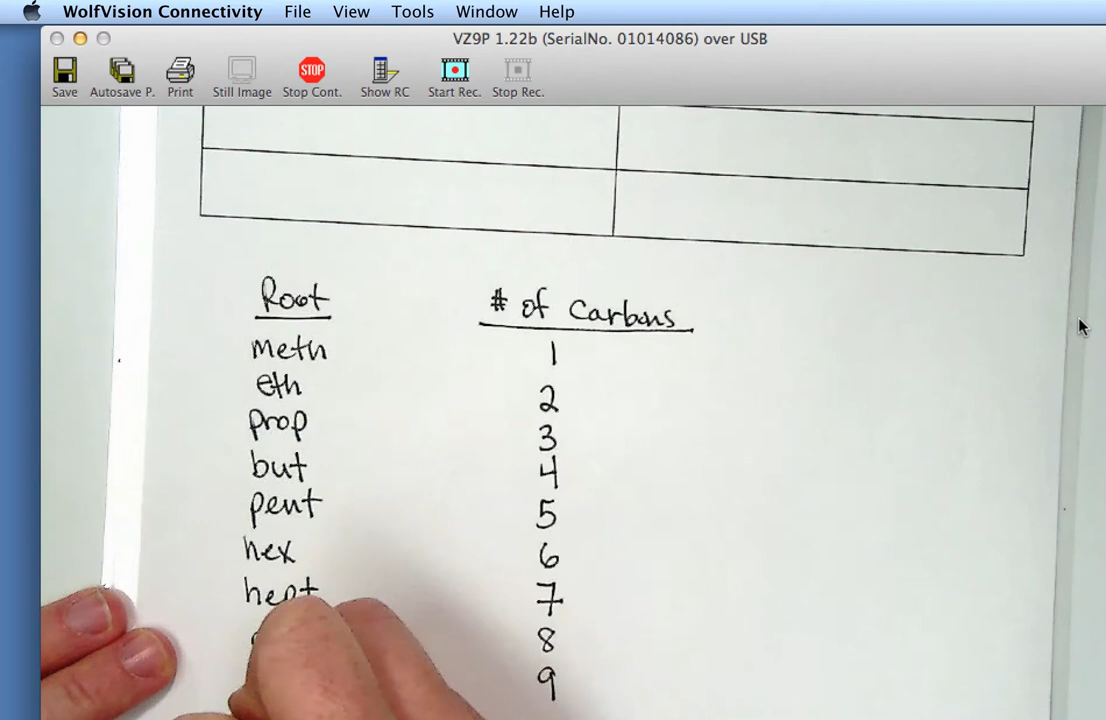 WolfVision Connectivity File View Tools Window Help
VZ9P 1.22b (SerialNo. 01014086) over USB
STOP
Save Autosave P. Print Still Image Stop Cont. Show RC Start Rec. Stop Rec.
Root # of Carbons
meth 1
eth 2
prop 3
but 4
pent 5
hex 6
hept 7
8
9